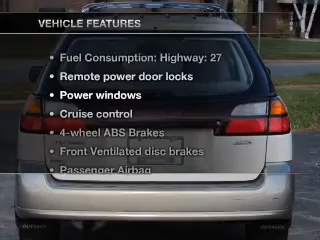 VEHICLE FEATURES
• Fuel Consumption: Highway: 27
• Remote power door locks
• Power windows
• Cruise control
• 4-wheel ABS Brakes
• Front Ventilated disc brakes
• Passenger Airbag